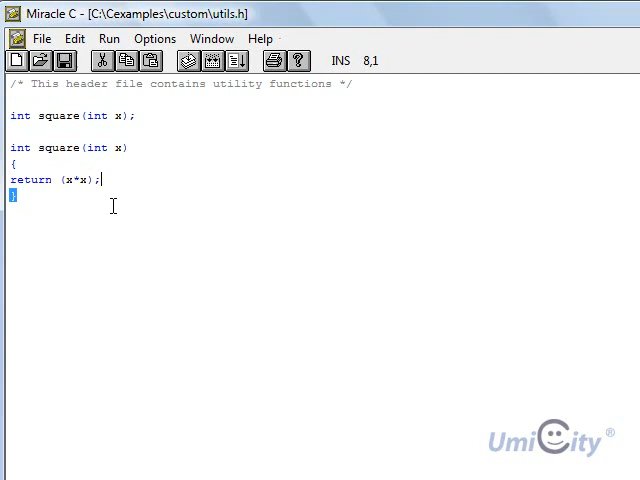 Miracle C - [C:\Cexamples\custom\utils.h]
File Edit Run Options Window Help
INS 8,1
/* This header file contains utility functions */
int square(int x);
int square(int x)
{
return (x*x);
}
UmiCity ®